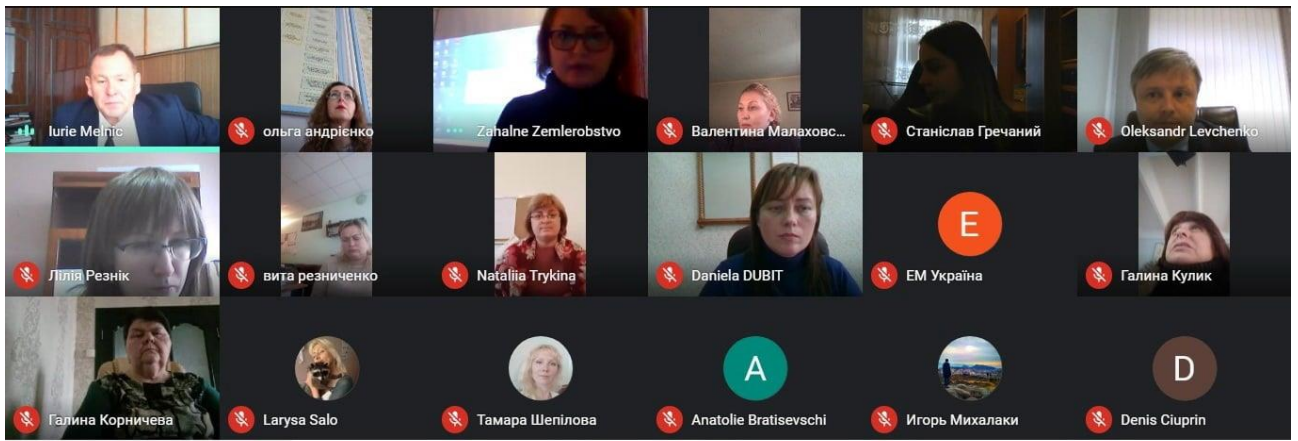 Iurie Melnic
ольга андрієнко
Zahalne Zemlerobstvo
Валентина Малаховс...
Станіслав Гречаний
Oleksandr Levchenko
Лілія Резнік
вита резниченко
Nataliia Trykina
Daniela DUBIT
E
ЕМ Україна
Галина Кулик
Галина Корничева
Larysa Salo
Тамара Шепілова
A
Anatolie Bratisevschi
Игорь Михалаки
D
Denis Ciuprin